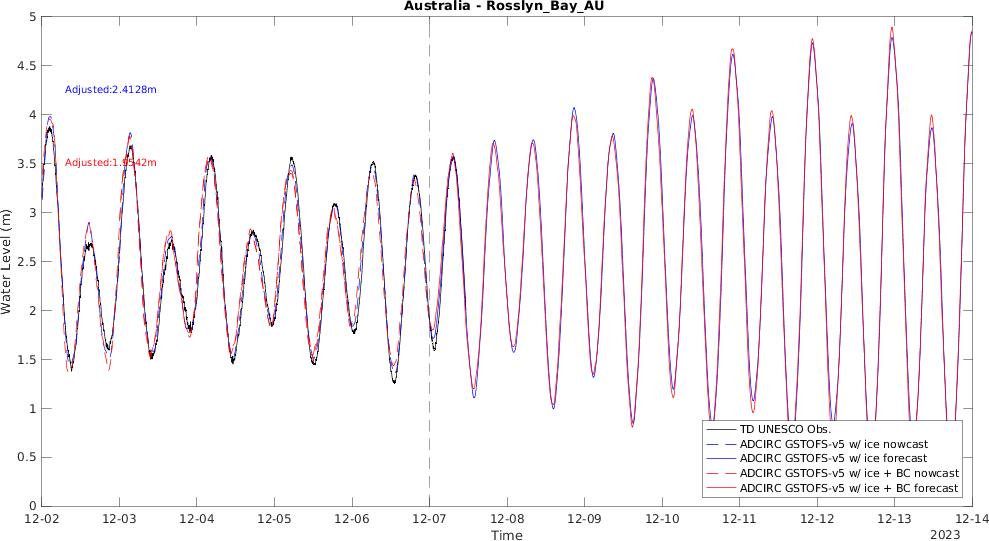 Australia - Rosslyn_Bay_AU
Water Level (m)
5
4.5
4
3.5
3
2.5
2
1.5
1
0.5
0
Adjusted:2.4128m
Adjusted:1.9542m
TD UNESCO Obs.
ADCIRC GSTOFS-v5 w/ ice nowcast
ADCIRC GSTOFS-v5 w/ ice forecast
ADCIRC GSTOFS-v5 w/ ice + BC nowcast
ADCIRC GSTOFS-v5 w/ ice + BC forecast
12-02 12-03 12-04 12-05 12-06 12-07 12-08 12-09 12-10 12-11 12-12 12-13 12-14
Time
2023